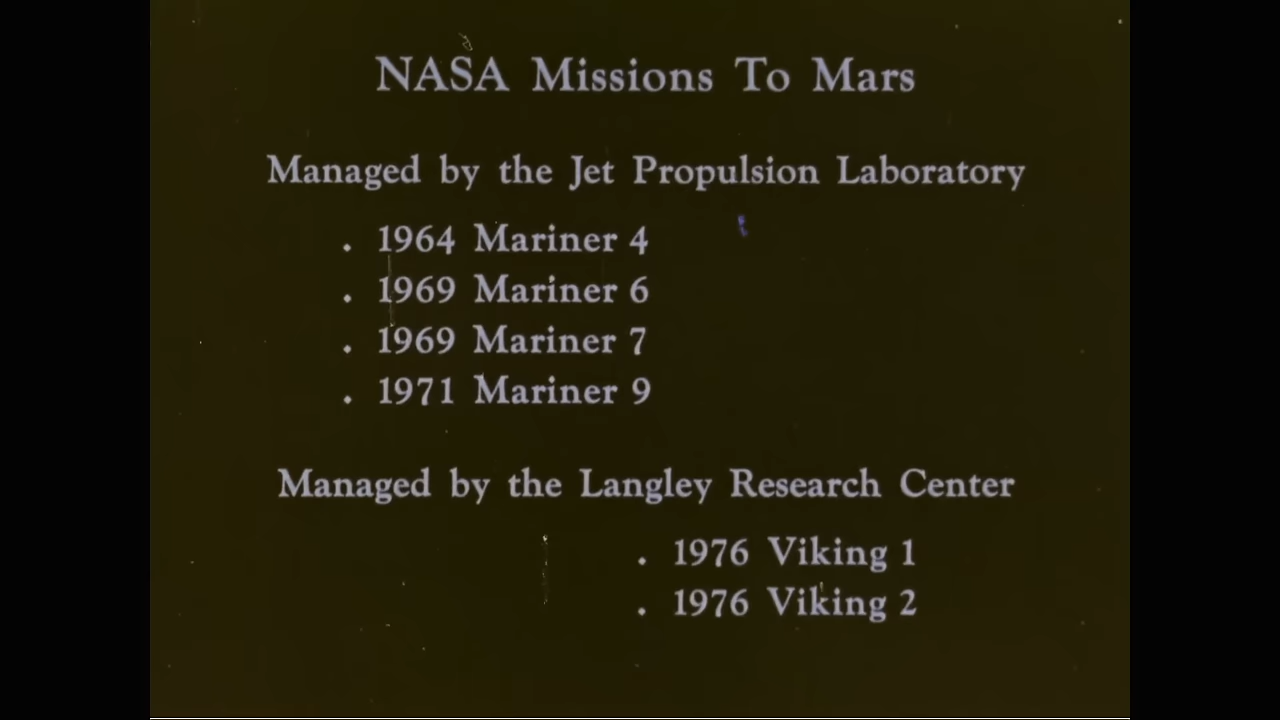 NASA Missions To Mars
Managed by the Jet Propulsion Laboratory
. 1964 Mariner 4
. 1969 Mariner 6
. 1969 Mariner 7
. 1971 Mariner 9
Managed by the Langley Research Center
. 1976 Viking 1
. 1976 Viking 2